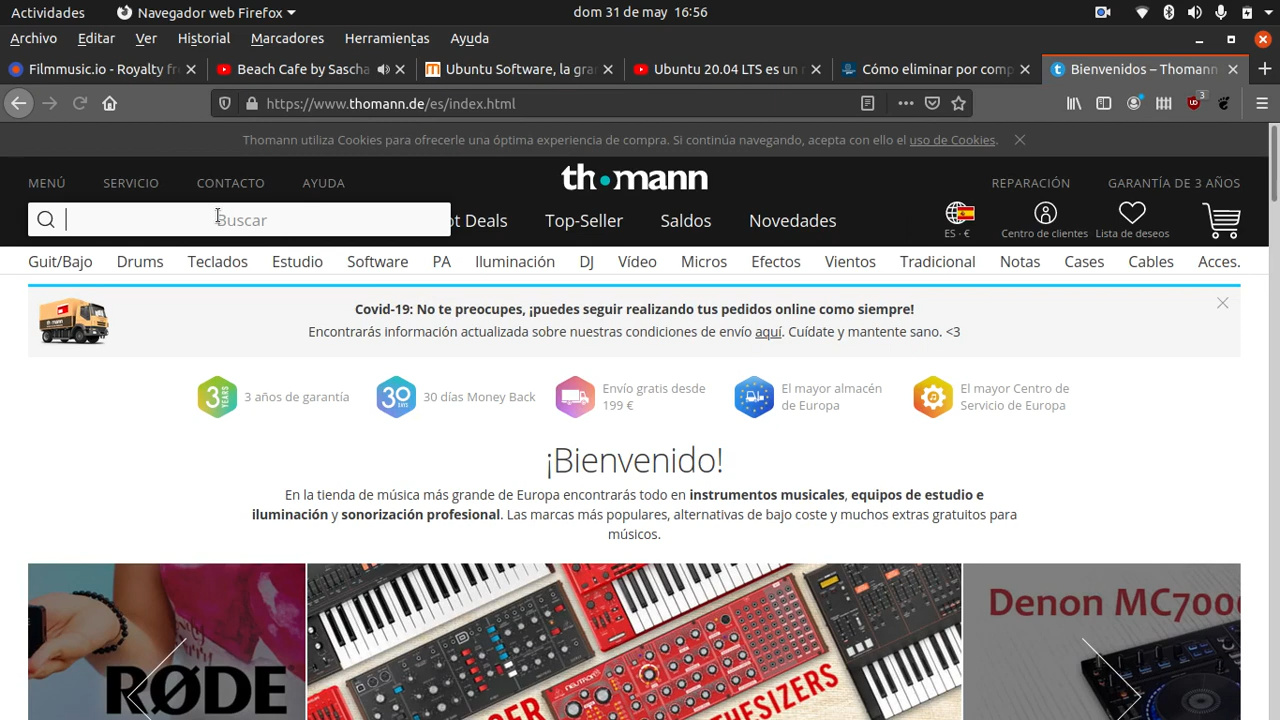 Actividades Navegador web Firefox dom 31 de may 16:56
Archivo Editar Ver Historial Marcadores Herramientas Ayuda
Filmmusic.io - Royalty fr Beach Cafe by Sascha Ubuntu Software, la gra Ubuntu 20.04 LTS es un Cómo eliminar por comp Bienvenidos – Thomann
https://www.thomann.de/es/index.html 3
Thomann utiliza Cookies para ofrecerle una óptima experiencia de compra. Si continúa navegando, acepta con ello el uso de Cookies.
MENÚ SERVICIO CONTACTO AYUDA thomann REPARACIÓN GARANTÍA DE 3 AÑOS
Buscar ot Deals Top-Seller Saldos Novedades ES · € Centro de clientes Lista de deseos
Guit/Bajo Drums Teclados Estudio Software PA Iluminación DJ Vídeo Micros Efectos Vientos Tradicional Notas Cases Cables Acces.
Covid-19: No te preocupes, ¡puedes seguir realizando tus pedidos online como siempre!
Encontrarás información actualizada sobre nuestras condiciones de envío aquí. Cuídate y mantente sano. <3
3 YEARS 3 años de garantía
30 DAYS 30 días Money Back
Envío gratis desde
199 €
El mayor almacén
de Europa
El mayor Centro de
Servicio de Europa
¡Bienvenido!
En la tienda de música más grande de Europa encontrarás todo en instrumentos musicales, equipos de estudio e
iluminación y sonorización profesional. Las marcas más populares, alternativas de bajo coste y muchos extras gratuitos para
músicos.
RØDE
Denon MC7000